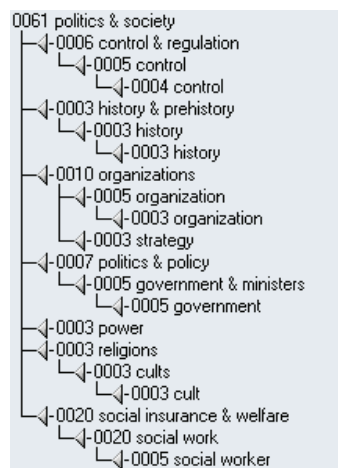 0061 politics & society
0006 control & regulation
0005 control
0004 control
0003 history & prehistory
0003 history
0003 history
0010 organizations
0005 organization
0003 organization
0003 strategy
0007 politics & policy
0005 government & ministers
0005 government
0003 power
0003 religions
0003 cults
0003 cult
0020 social insurance & welfare
0020 social work
0005 social worker